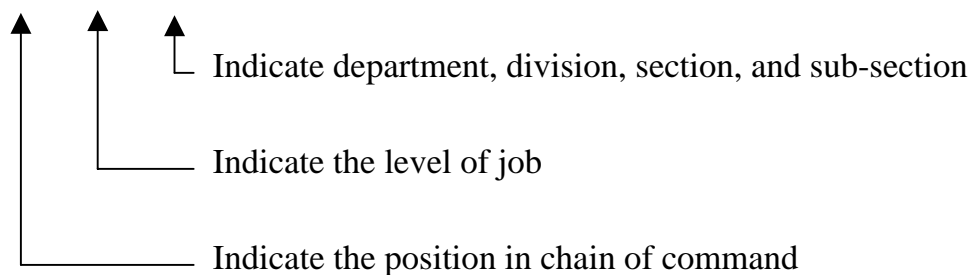 Indicate department, division, section, and sub-section
Indicate the level of job
Indicate the position in chain of command